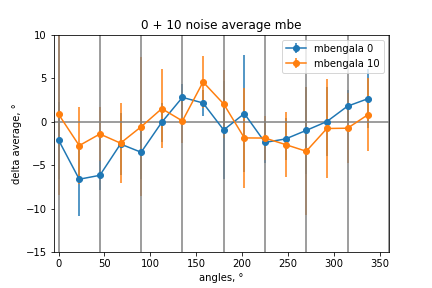 0 + 10 noise average mbe
mbengala 0
mbengala 10
10
5
0
−5
−10
−15
delta average, °
0 50 100 150 200 250 300 350
angles, °